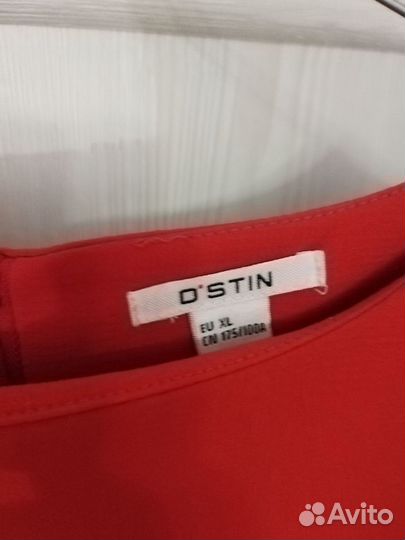 O'STIN
EU XL
CN 175/100A
Avito